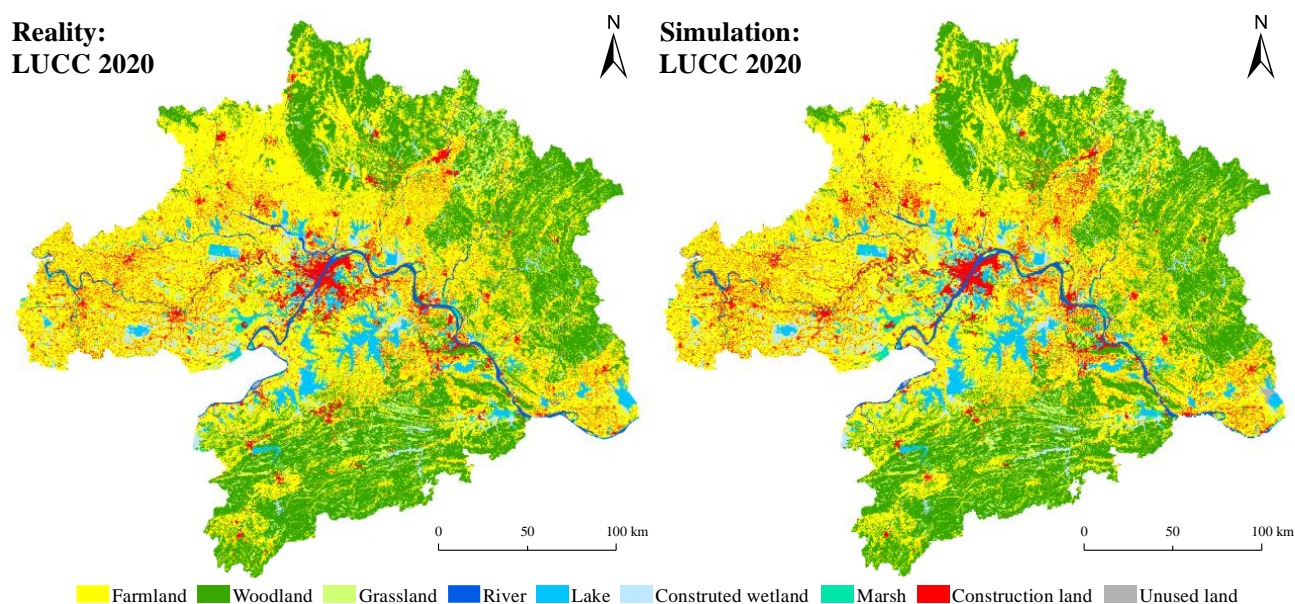 Reality:
LUCC 2020
N
Simulation:
LUCC 2020
N
0 50 100 km
0 50 100 km
Farmland Woodland Grassland River Lake Construted wetland Marsh Construction land Unused land